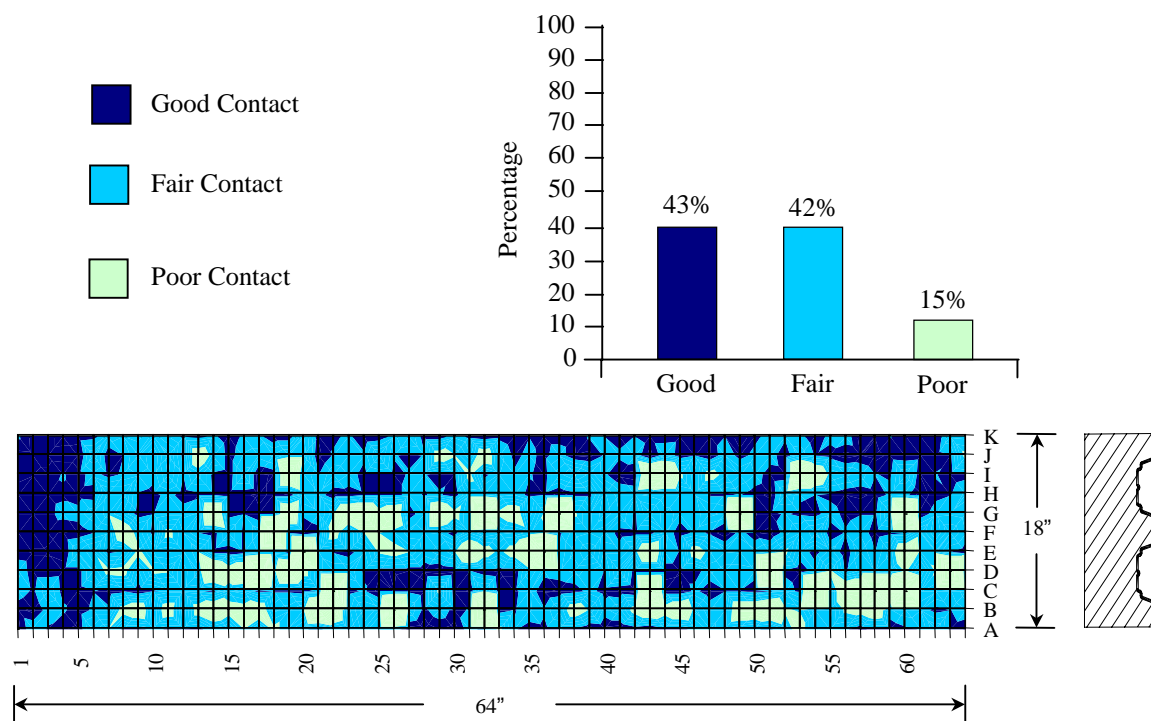 Good Contact
Fair Contact
Poor Contact
Percentage
100
90
80
70
60
50
40
30
20
10
0
43%
42%
15%
Good
Fair
Poor
K
J
I
H
G
F
E
D
C
B
A
18”
1
5
10
15
20
25
30
35
40
45
50
55
60
64”